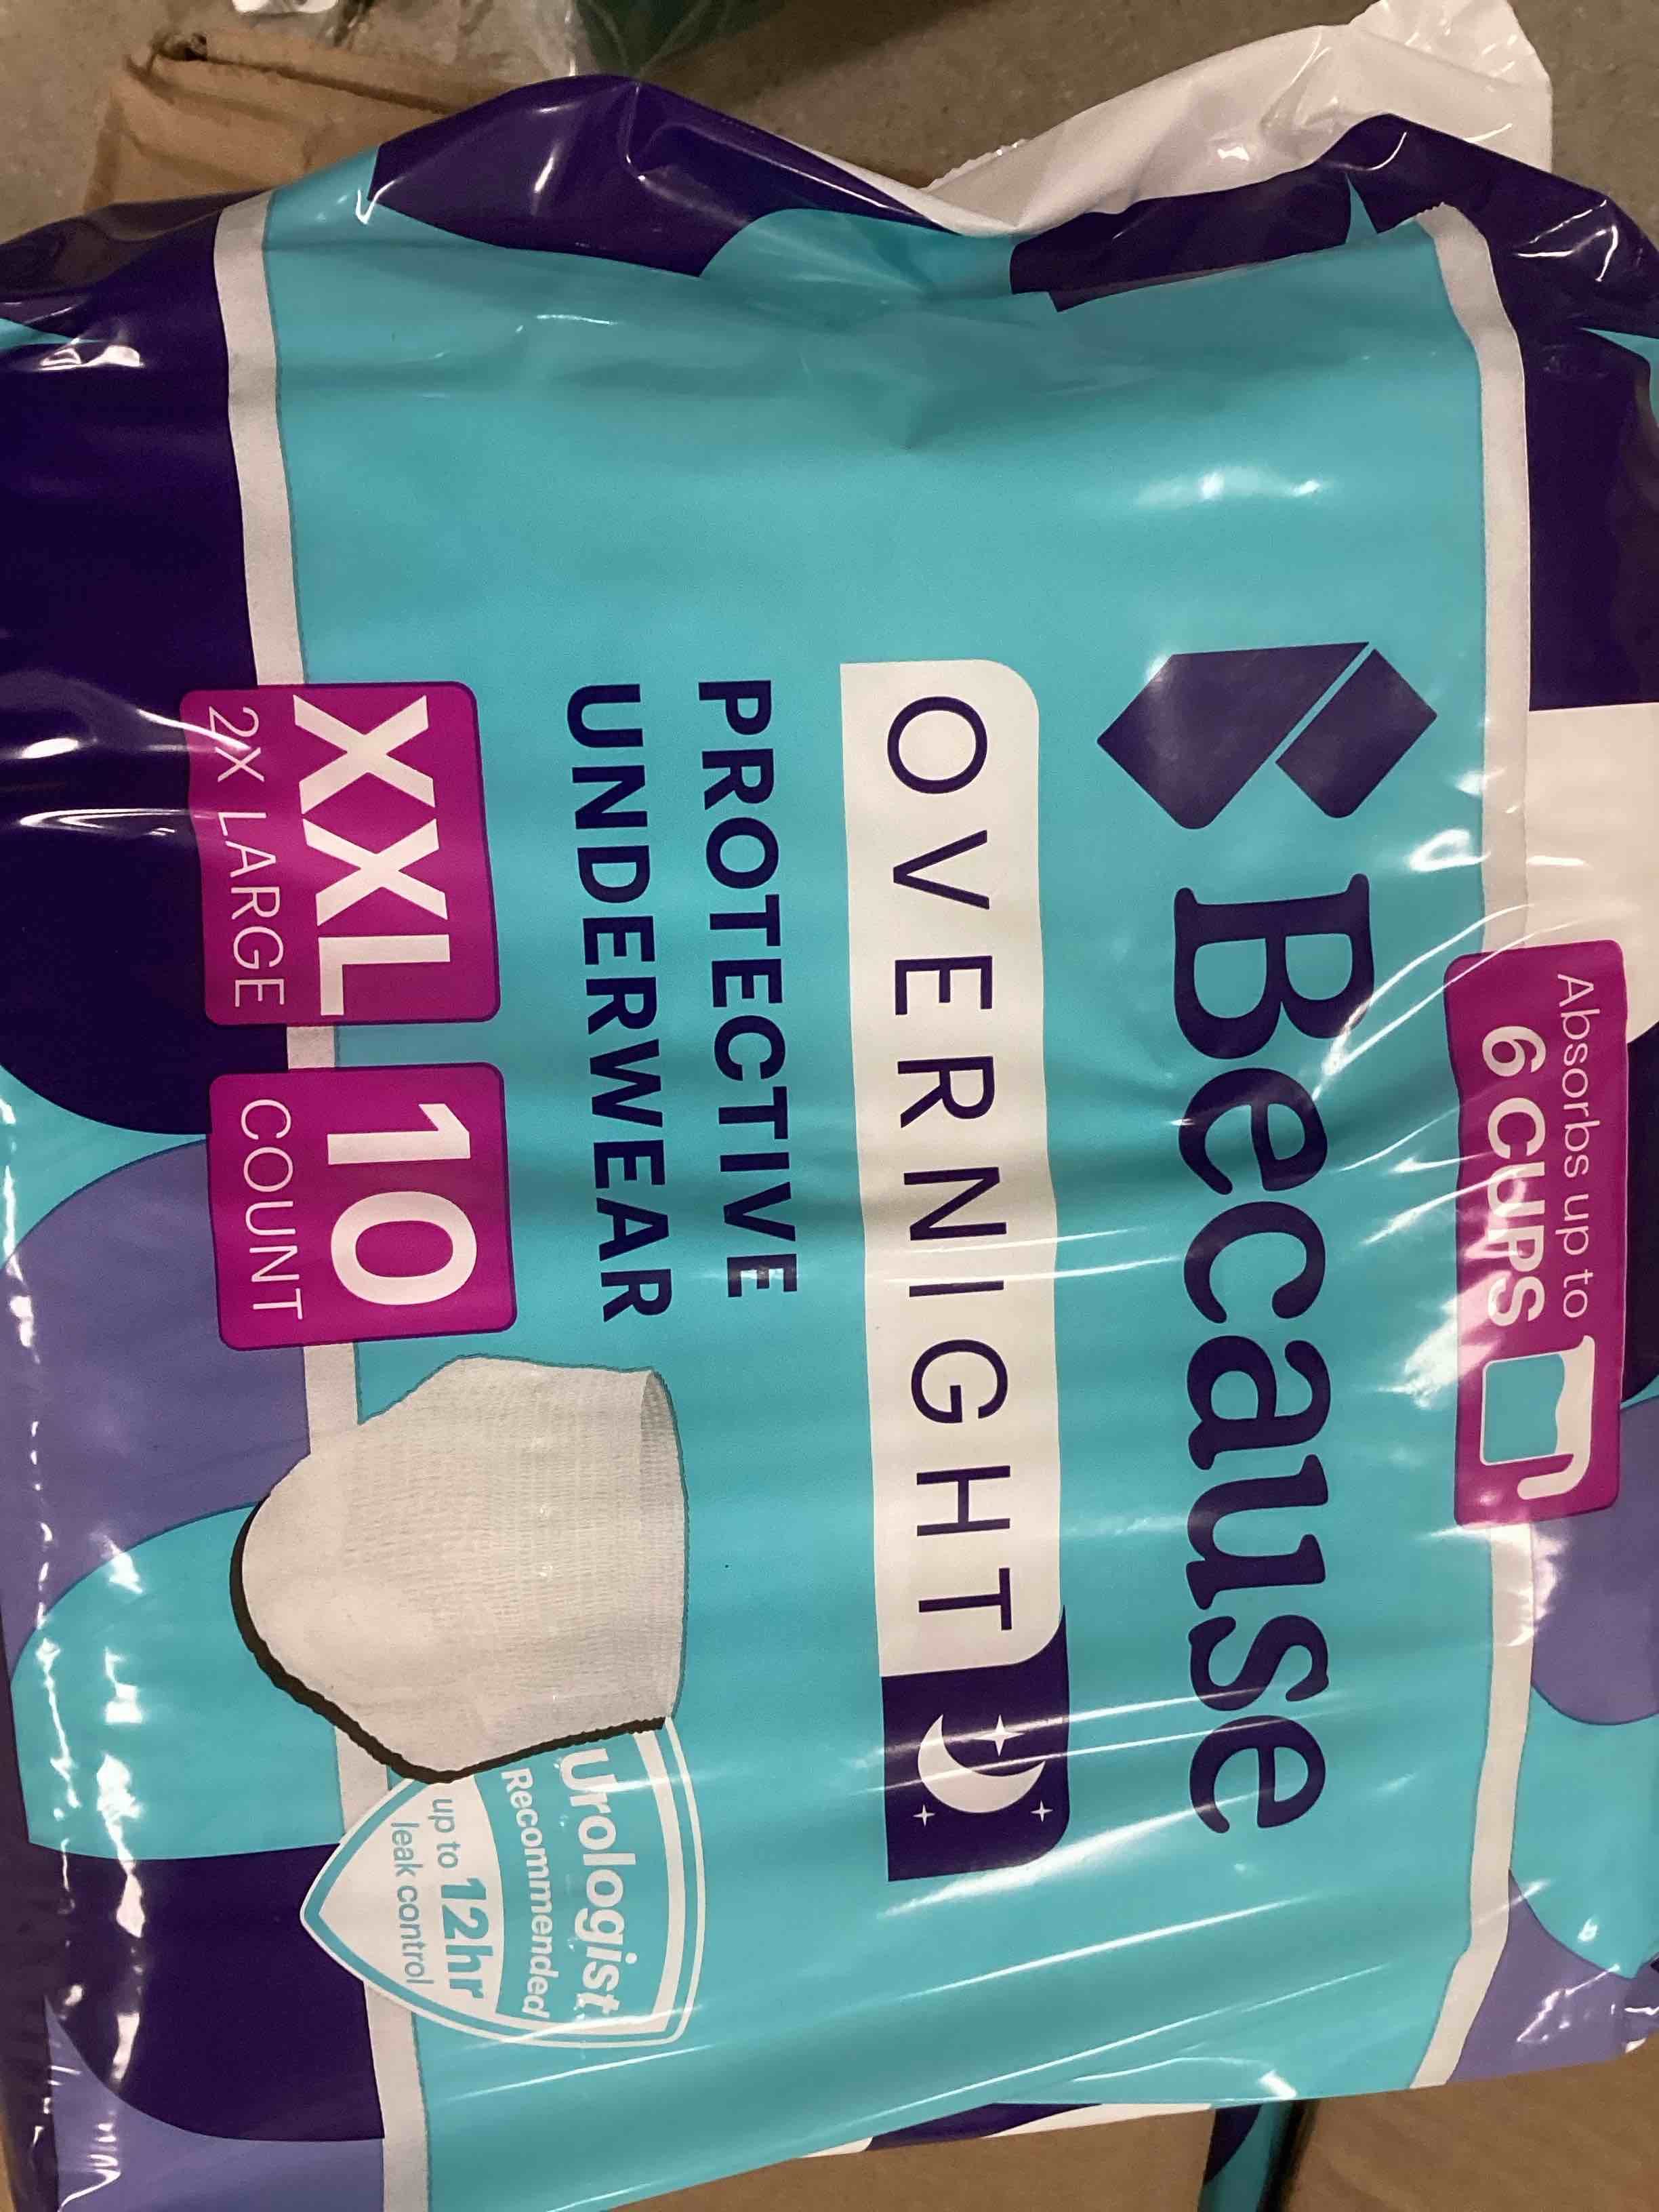 Absorbs up to
6 CUPS
Because
OVERNIGHT
PROTECTIVE
UNDERWEAR
XXL
2X LARGE
10
COUNT
Urologist
Recommended
up to 12hr
leak control